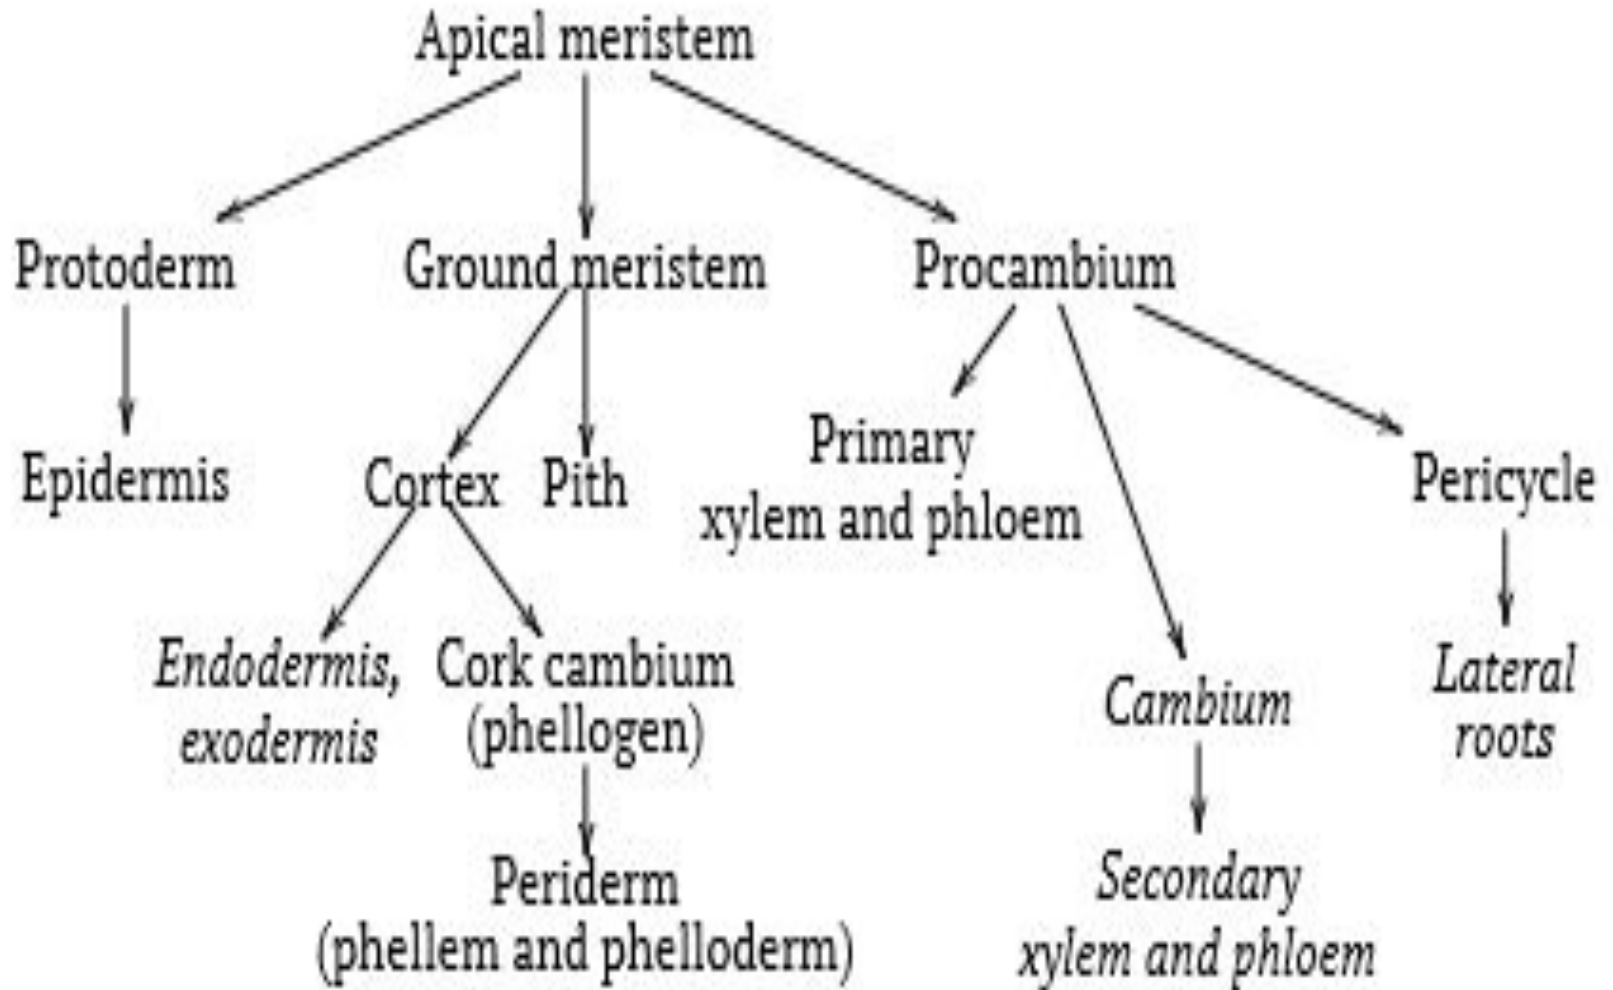 Apical meristem
Protoderm
Ground meristem
Procambium
Epidermis
Cortex
Pith
Primary
xylem and phloem
Pericycle
Endodermis,
exodermis
Cork cambium
(phellogen)
Cambium
Lateral
roots
Periderm
(phellem and phelloderm)
Secondary
xylem and phloem